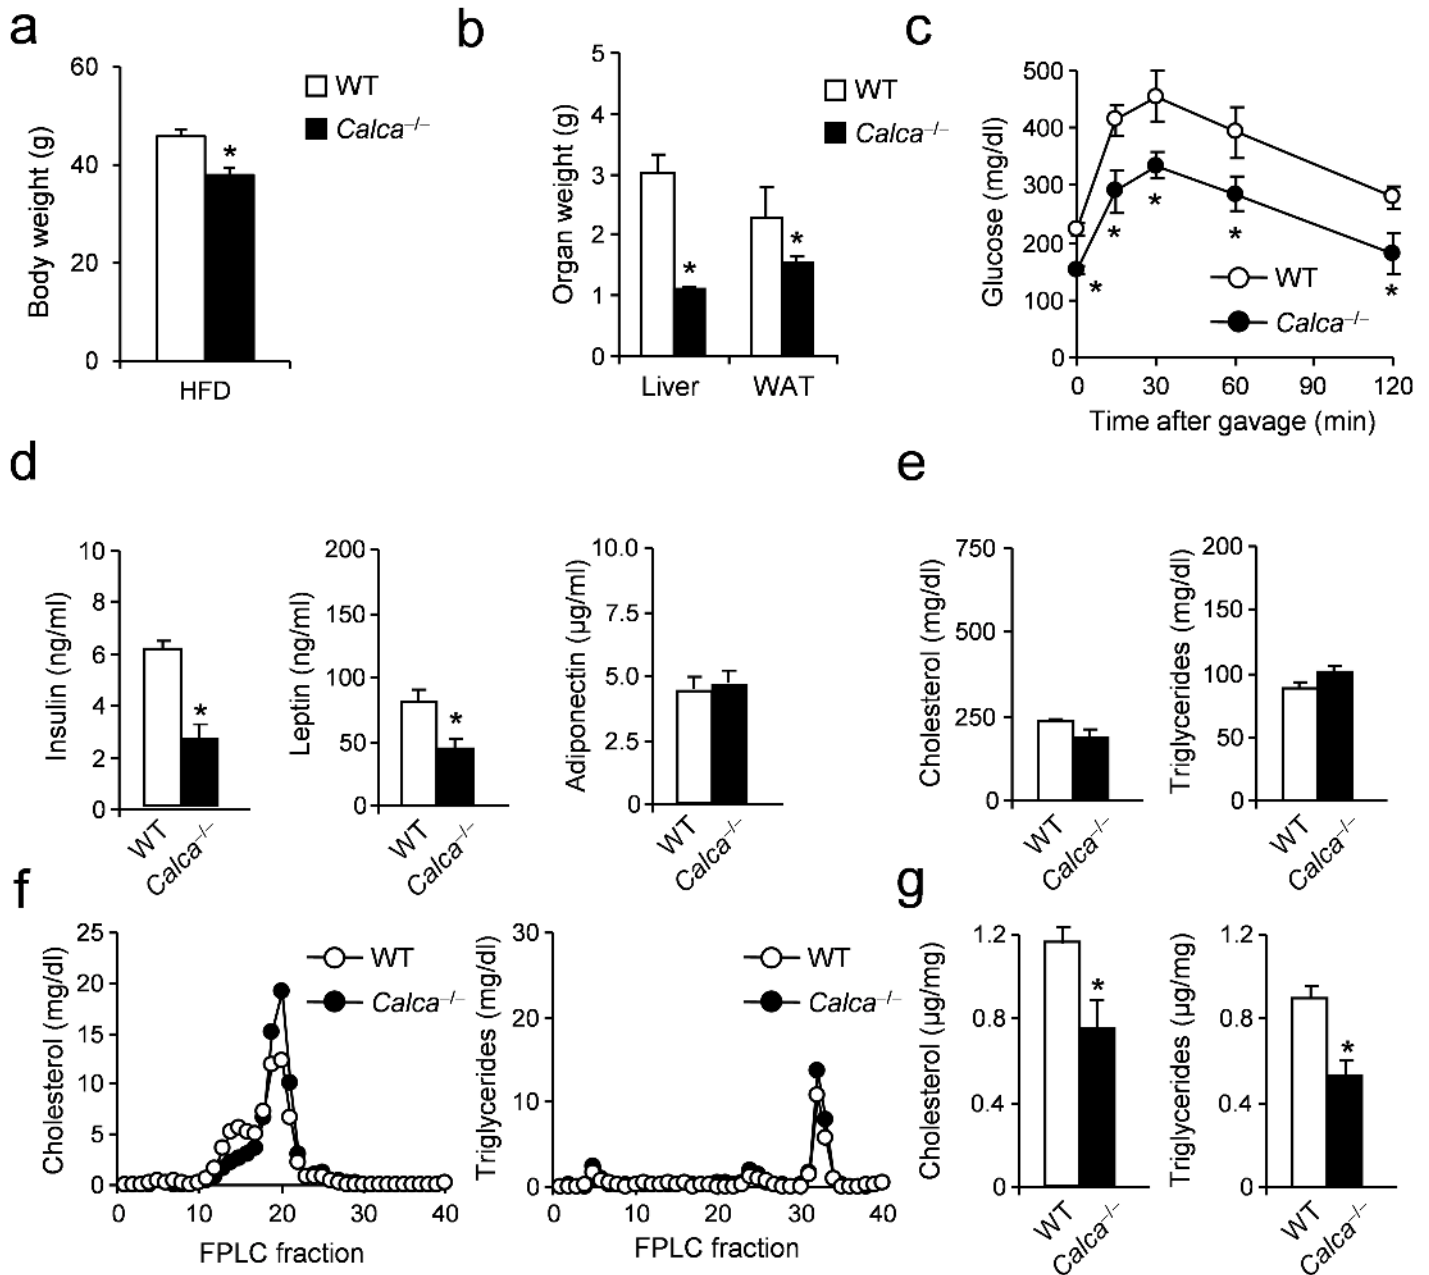 a
60
40
20
0
Body weight (g)
*
HFD
WT
Calca–/–
b
5
4
3
2
1
0
Organ weight (g)
*
*
Liver WAT
WT
Calca–/–
c
500
400
300
200
100
0
Glucose (mg/dl)
* * * * *
WT
Calca–/–
0 30 60 90 120
Time after gavage (min)
d
10
8
6
4
2
0
Insulin (ng/ml)
*
WT
Calca–/–
200
150
100
50
0
Leptin (ng/ml)
*
WT
Calca–/–
10.0
7.5
5.0
2.5
0
Adiponectin (µg/ml)
WT
Calca–/–
e
750
500
250
0
Cholesterol (mg/dl)
WT
Calca–/–
200
150
100
50
0
Triglycerides (mg/dl)
WT
Calca–/–
f
25
20
15
10
5
0
Cholesterol (mg/dl)
WT
Calca–/–
0 10 20 30 40
FPLC fraction
30
20
10
0
Triglycerides (mg/dl)
WT
Calca–/–
0 10 20 30 40
FPLC fraction
g
1.2
0.8
0.4
0
Cholesterol (µg/mg)
*
WT
Calca–/–
1.2
0.8
0.4
0
Triglycerides (µg/mg)
*
WT
Calca–/–